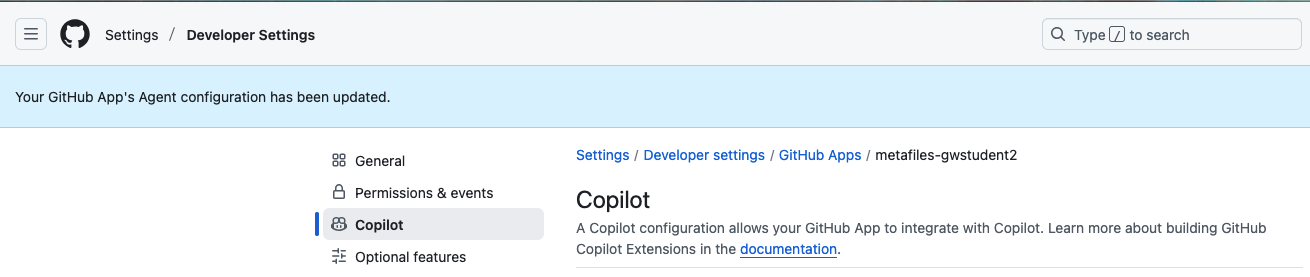 Settings / Developer Settings
Type / to search
Your GitHub App's Agent configuration has been updated.
General
Permissions & events
Copilot
Optional features
Settings / Developer settings / GitHub Apps / metafiles-gwstudent2
Copilot
A Copilot configuration allows your GitHub App to integrate with Copilot. Learn more about building GitHub
Copilot Extensions in the documentation.